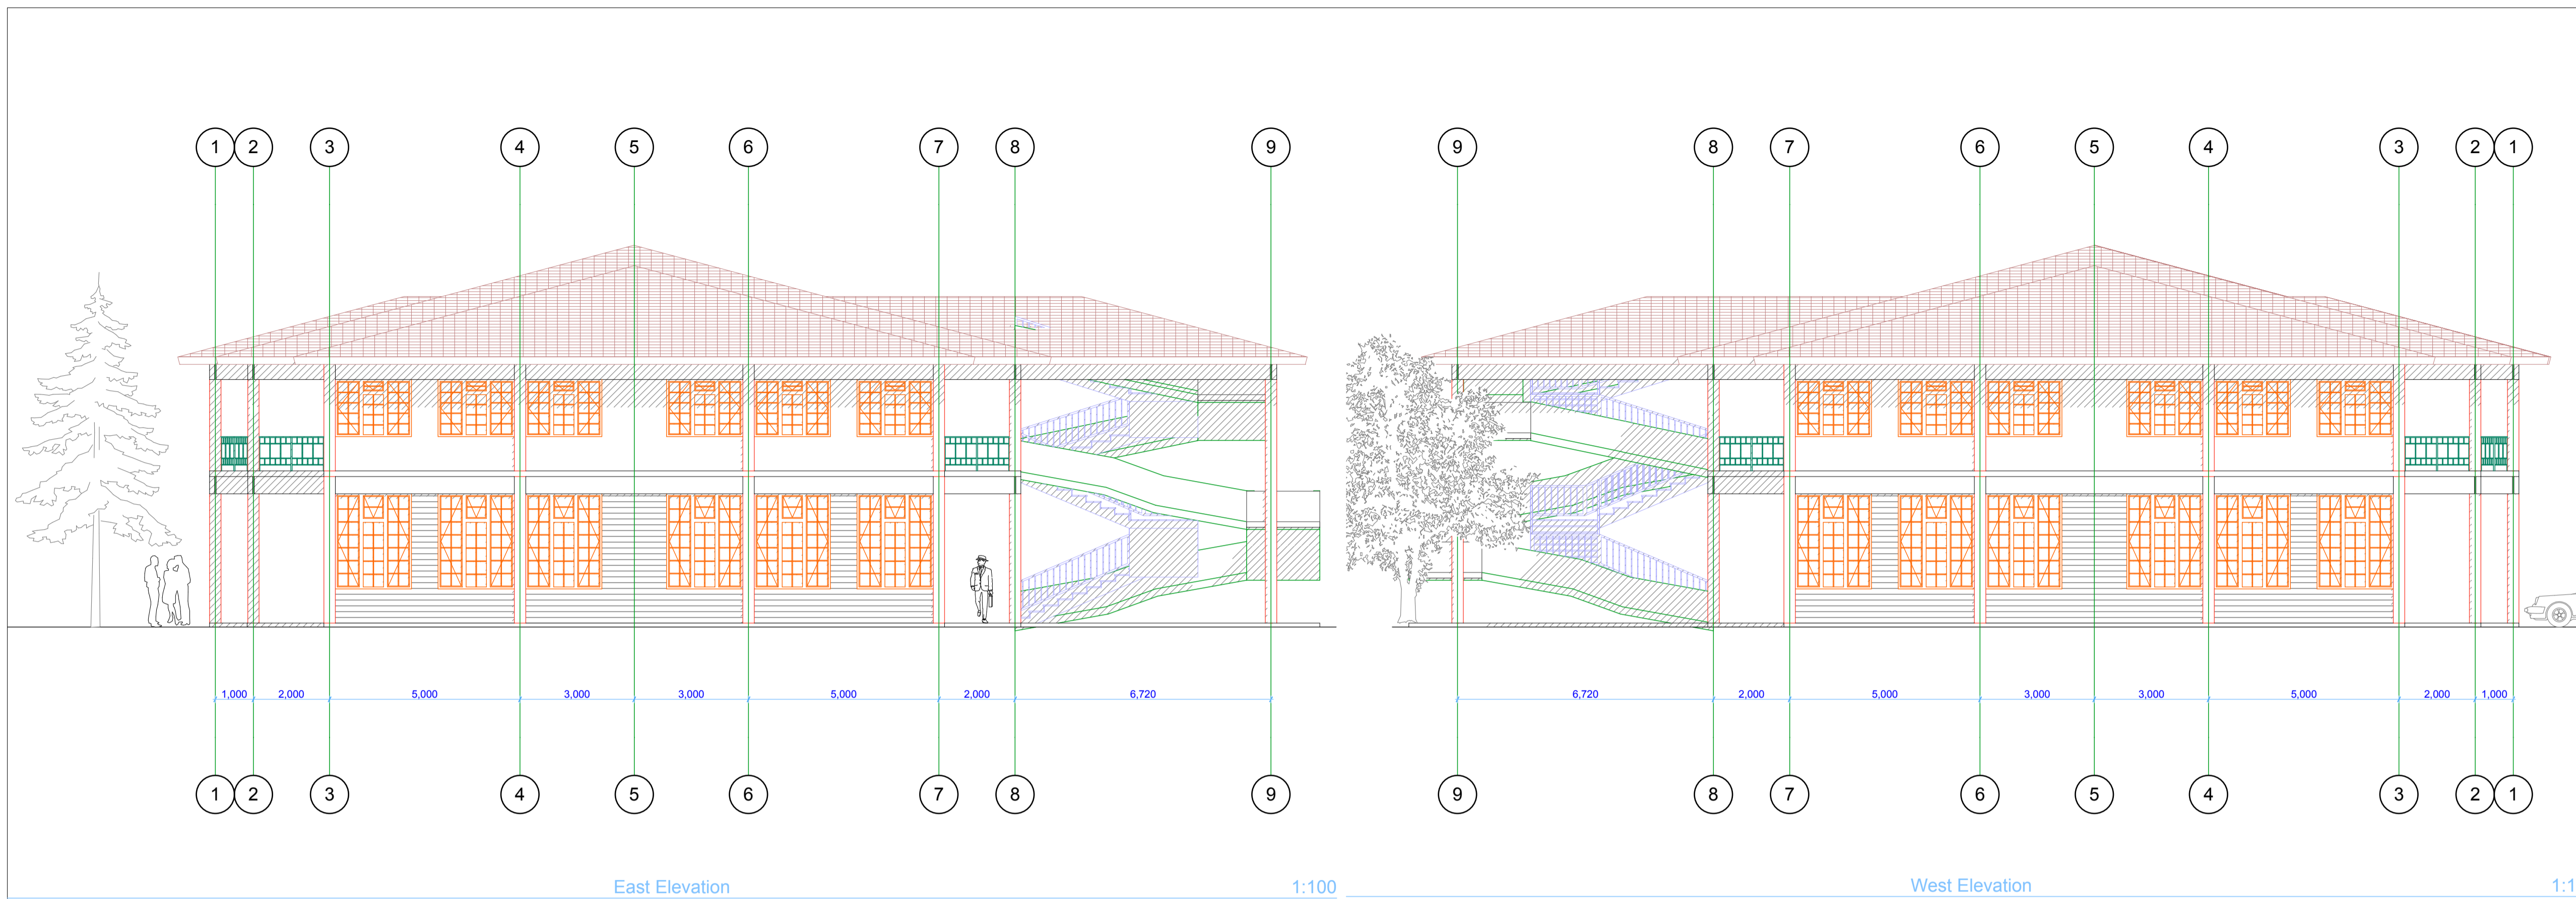 1 2 3 4 5 6 7 8 9
1,000 2,000 5,000 3,000 3,000 5,000 2,000 6,720
1 2 3 4 5 6 7 8 9
East Elevation 1:100
9 8 7 6 5 4 3 2 1
6,720 2,000 5,000 3,000 3,000 5,000 2,000 1,000
9 8 7 6 5 4 3 2 1
West Elevation 1:1